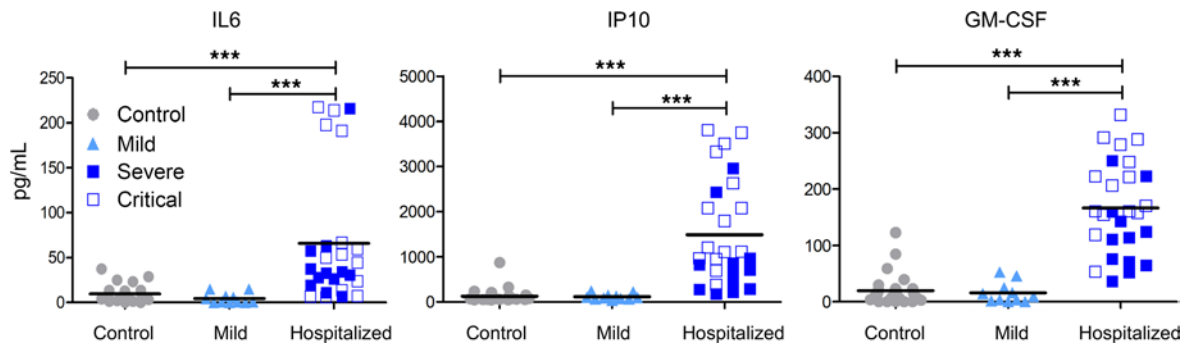 IL6
IP10
GM-CSF
***
***
***
***
***
***
pg/mL
250
200
150
100
50
0
Control
Mild
Severe
Critical
5000
4000
3000
2000
1000
0
400
300
200
100
0
Control Mild Hospitalized
Control Mild Hospitalized
Control Mild Hospitalized